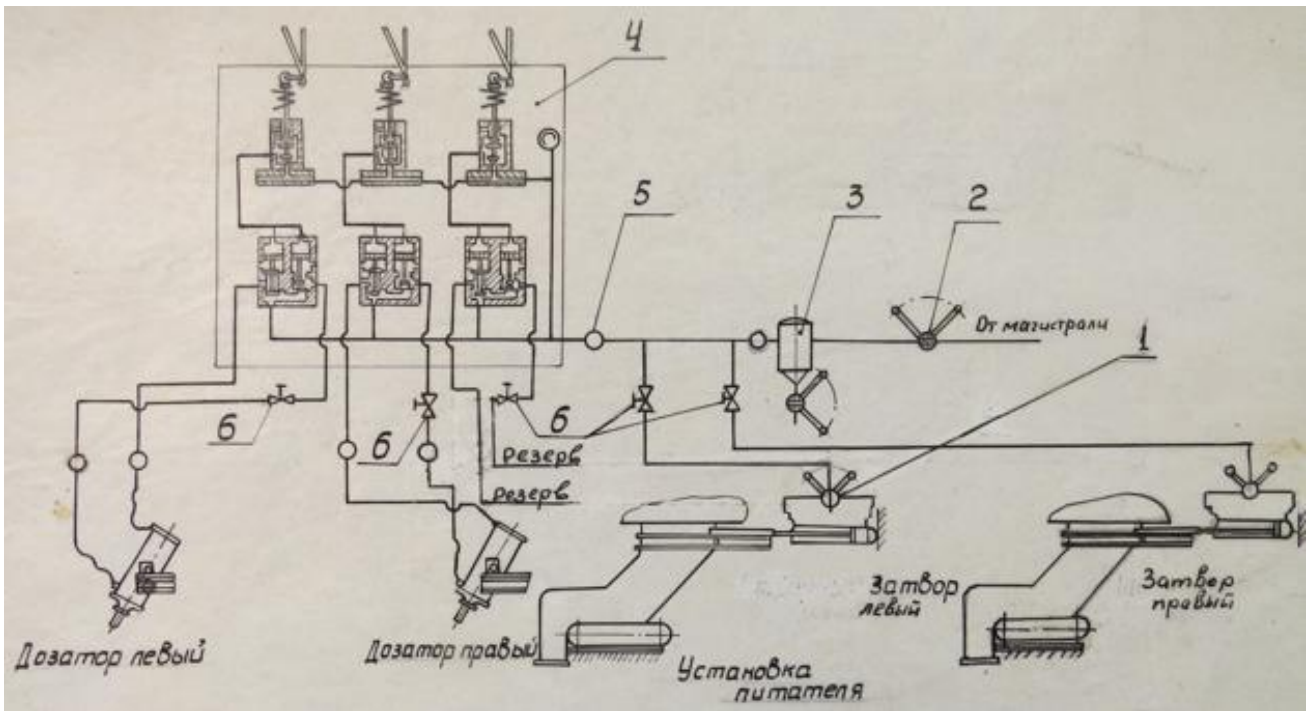 4
5
3
2
От магистрали
1
6
6
6
Резерв
Резерв
Затвор
левый
Затвор
правый
Дозатор левый
Дозатор правый
Установка
питателя